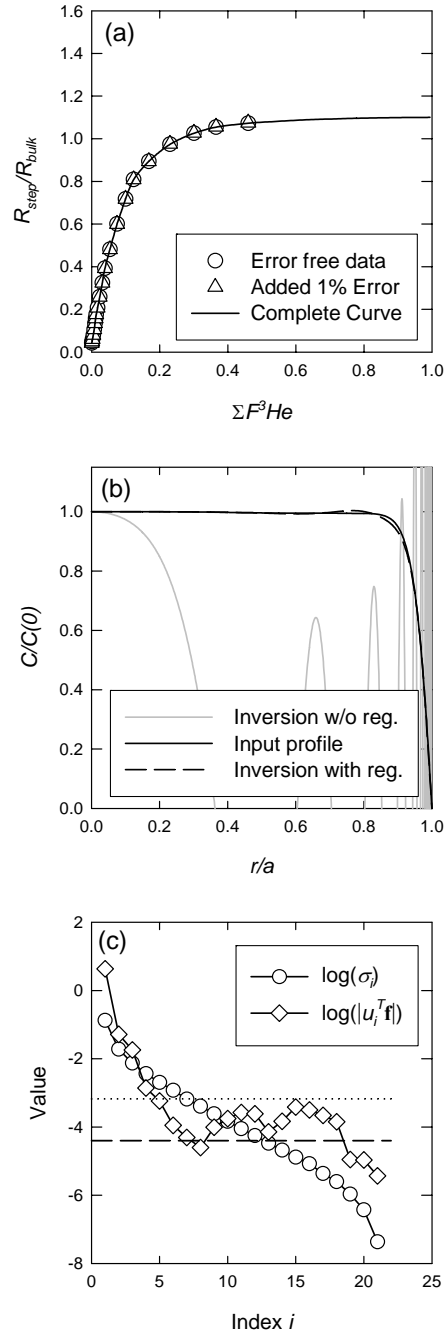 (a)
1.6
1.4
1.2
1.0
0.8
0.6
0.4
0.2
0.0
R_step/R_bulk
Error free data
Added 1% Error
Complete Curve
0.0 0.2 0.4 0.6 0.8 1.0
ΣF³He
(b)
1.0
0.8
0.6
0.4
0.2
0.0
C/C(0)
Inversion w/o reg.
Input profile
Inversion with reg.
0.0 0.2 0.4 0.6 0.8 1.0
r/a
(c)
2
0
-2
-4
-6
-8
Value
log(σ_i)
log(|u_i^T f|)
0 5 10 15 20 25
Index i